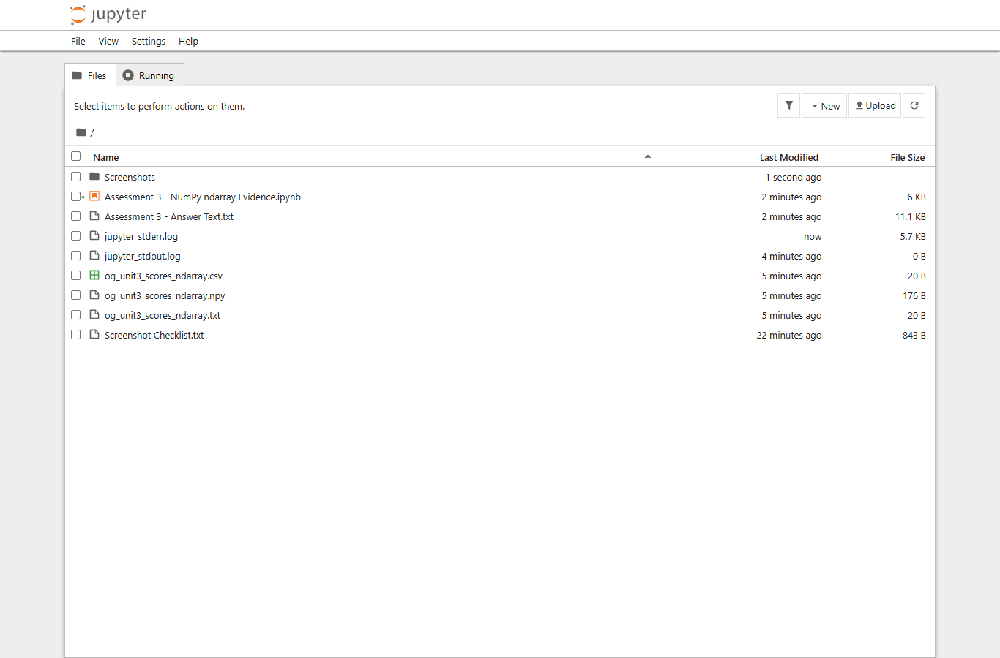 jupyter
File View Settings Help
Files Running
Select items to perform actions on them.
New Upload
/
Name Last Modified File Size
Screenshots 1 second ago
Assessment 3 - NumPy ndarray Evidence.ipynb 2 minutes ago 6 KB
Assessment 3 - Answer Text.txt 2 minutes ago 11.1 KB
jupyter_stderr.log now 5.7 KB
jupyter_stdout.log 4 minutes ago 0 B
og_unit3_scores_ndarray.csv 5 minutes ago 20 B
og_unit3_scores_ndarray.npy 5 minutes ago 176 B
og_unit3_scores_ndarray.txt 5 minutes ago 20 B
Screenshot Checklist.txt 22 minutes ago 843 B